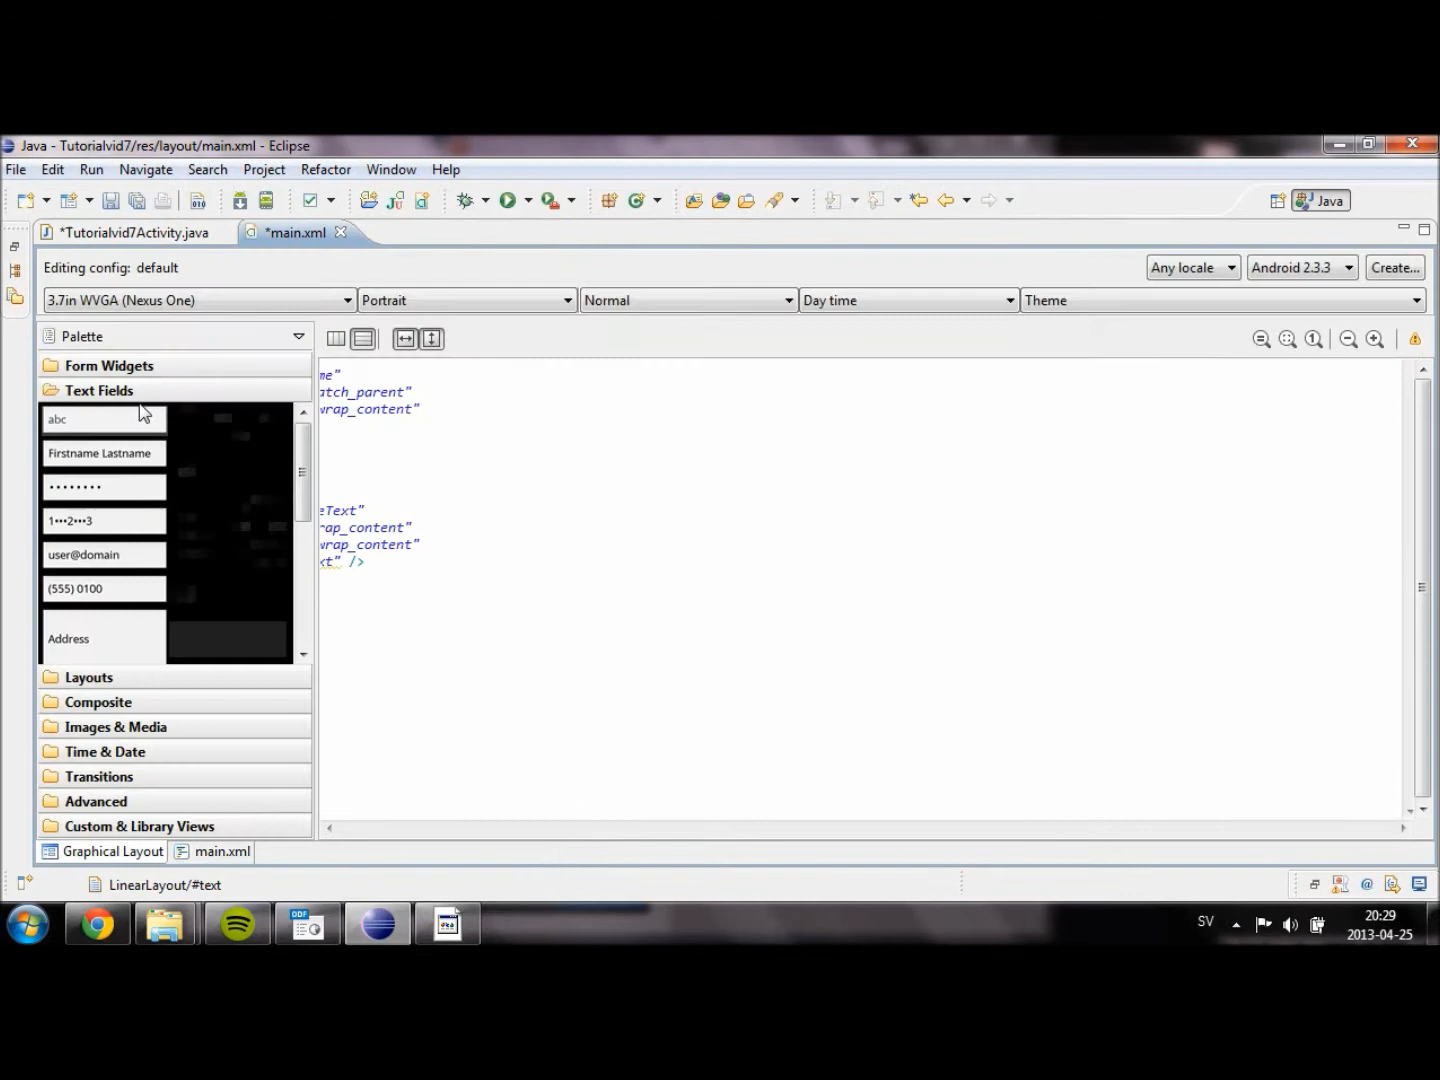 Java - Tutorialvid7/res/layout/main.xml - Eclipse
File Edit Run Navigate Search Project Refactor Window Help
Java
*Tutorialvid7Activity.java *main.xml
Editing config: default Any locale Android 2.3.3 Create...
3.7in WVGA (Nexus One) Portrait Normal Day time Theme
Palette
Form Widgets
Text Fields
abc
Firstname Lastname
••••••••
1•••2•••3
user@domain
(555) 0100
Address
Layouts
Composite
Images & Media
Time & Date
Transitions
Advanced
Custom & Library Views
me"
atch_parent"
wrap_content"
eText"
rap_content"
wrap_content"
xt" />
Graphical Layout main.xml
LinearLayout/#text
ODF
SV
20:29
2013-04-25